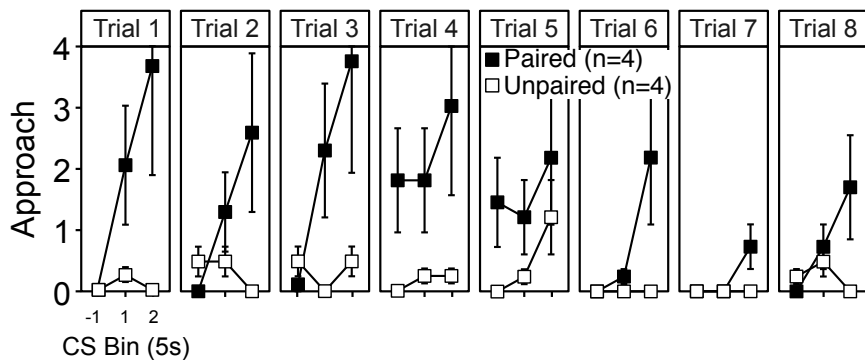 Trial 1 Trial 2 Trial 3 Trial 4 Trial 5 Trial 6 Trial 7 Trial 8
4
3
2
1
0
Approach
■ Paired (n=4)
□ Unpaired (n=4)
-1 1 2
CS Bin (5s)